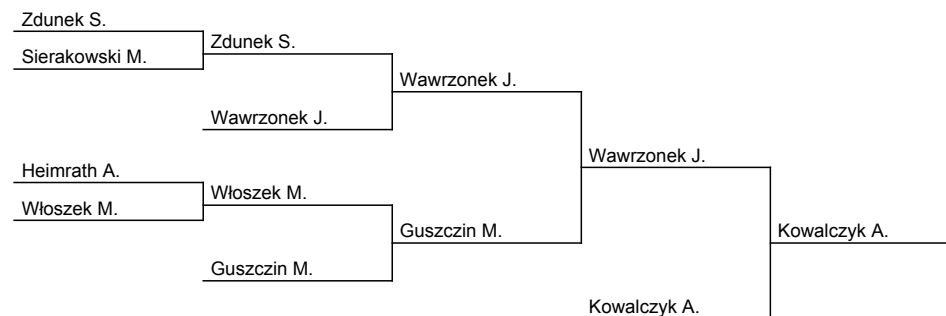 Zdunek S.
Sierakowski M.
Zdunek S.
Wawrzonek J.
Wawrzonek J.
Heimrath A.
Włoszek M.
Włoszek M.
Guszczin M.
Guszczin M.
Wawrzonek J.
Kowalczyk A.
Kowalczyk A.